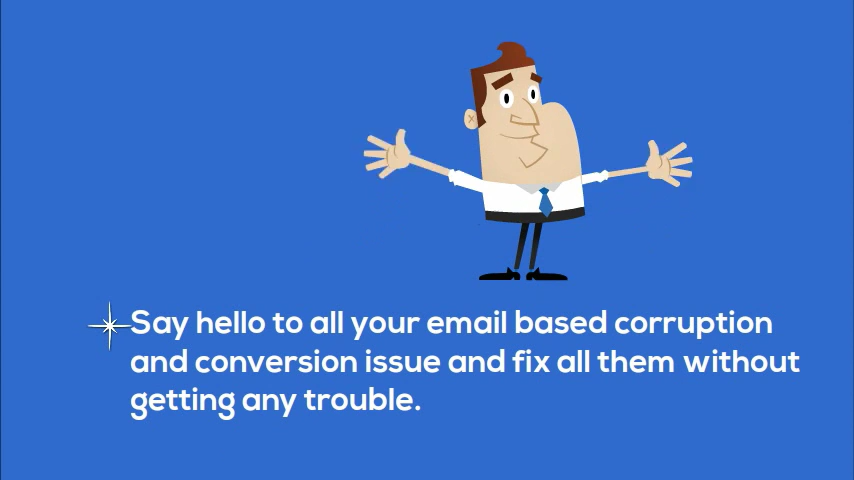 Say hello to all your email based corruption
and conversion issue and fix all them without
getting any trouble.